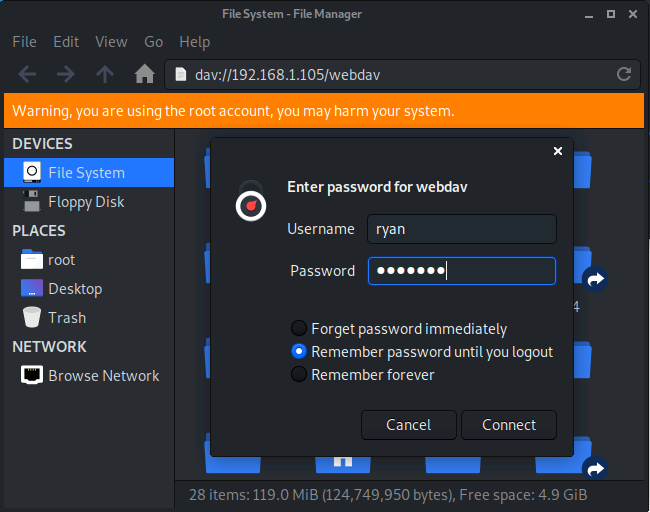 File System - File Manager
File Edit View Go Help
dav://192.168.1.105/webdav
Warning, you are using the root account, you may harm your system.
DEVICES
File System
Floppy Disk
PLACES
root
Desktop
Trash
NETWORK
Browse Network
Enter password for webdav
Username ryan
Password ●●●●●●●
Forget password immediately
Remember password until you logout
Remember forever
Cancel Connect
4
28 items: 119.0 MiB (124,749,950 bytes), Free space: 4.9 GiB